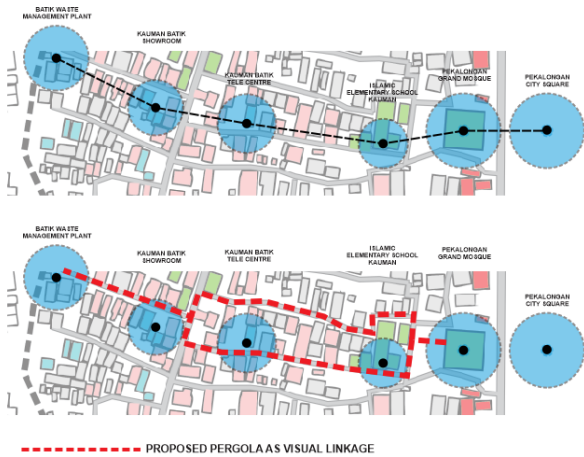 BATIK WASTE
MANAGEMENT PLANT
KAUMAN BATIK
SHOWROOM
KAUMAN BATIK
TELE CENTRE
ISLAMIC
ELEMENTARY SCHOOL
KAUMAN
PEKALONGAN
GRAND MOSQUE
PEKALONGAN
CITY SQUARE
BATIK WASTE
MANAGEMENT PLANT
KAUMAN BATIK
SHOWROOM
KAUMAN BATIK
TELE CENTRE
ISLAMIC
ELEMENTARY SCHOOL
KAUMAN
PEKALONGAN
GRAND MOSQUE
PEKALONGAN
CITY SQUARE
PROPOSED PERGOLA AS VISUAL LINKAGE